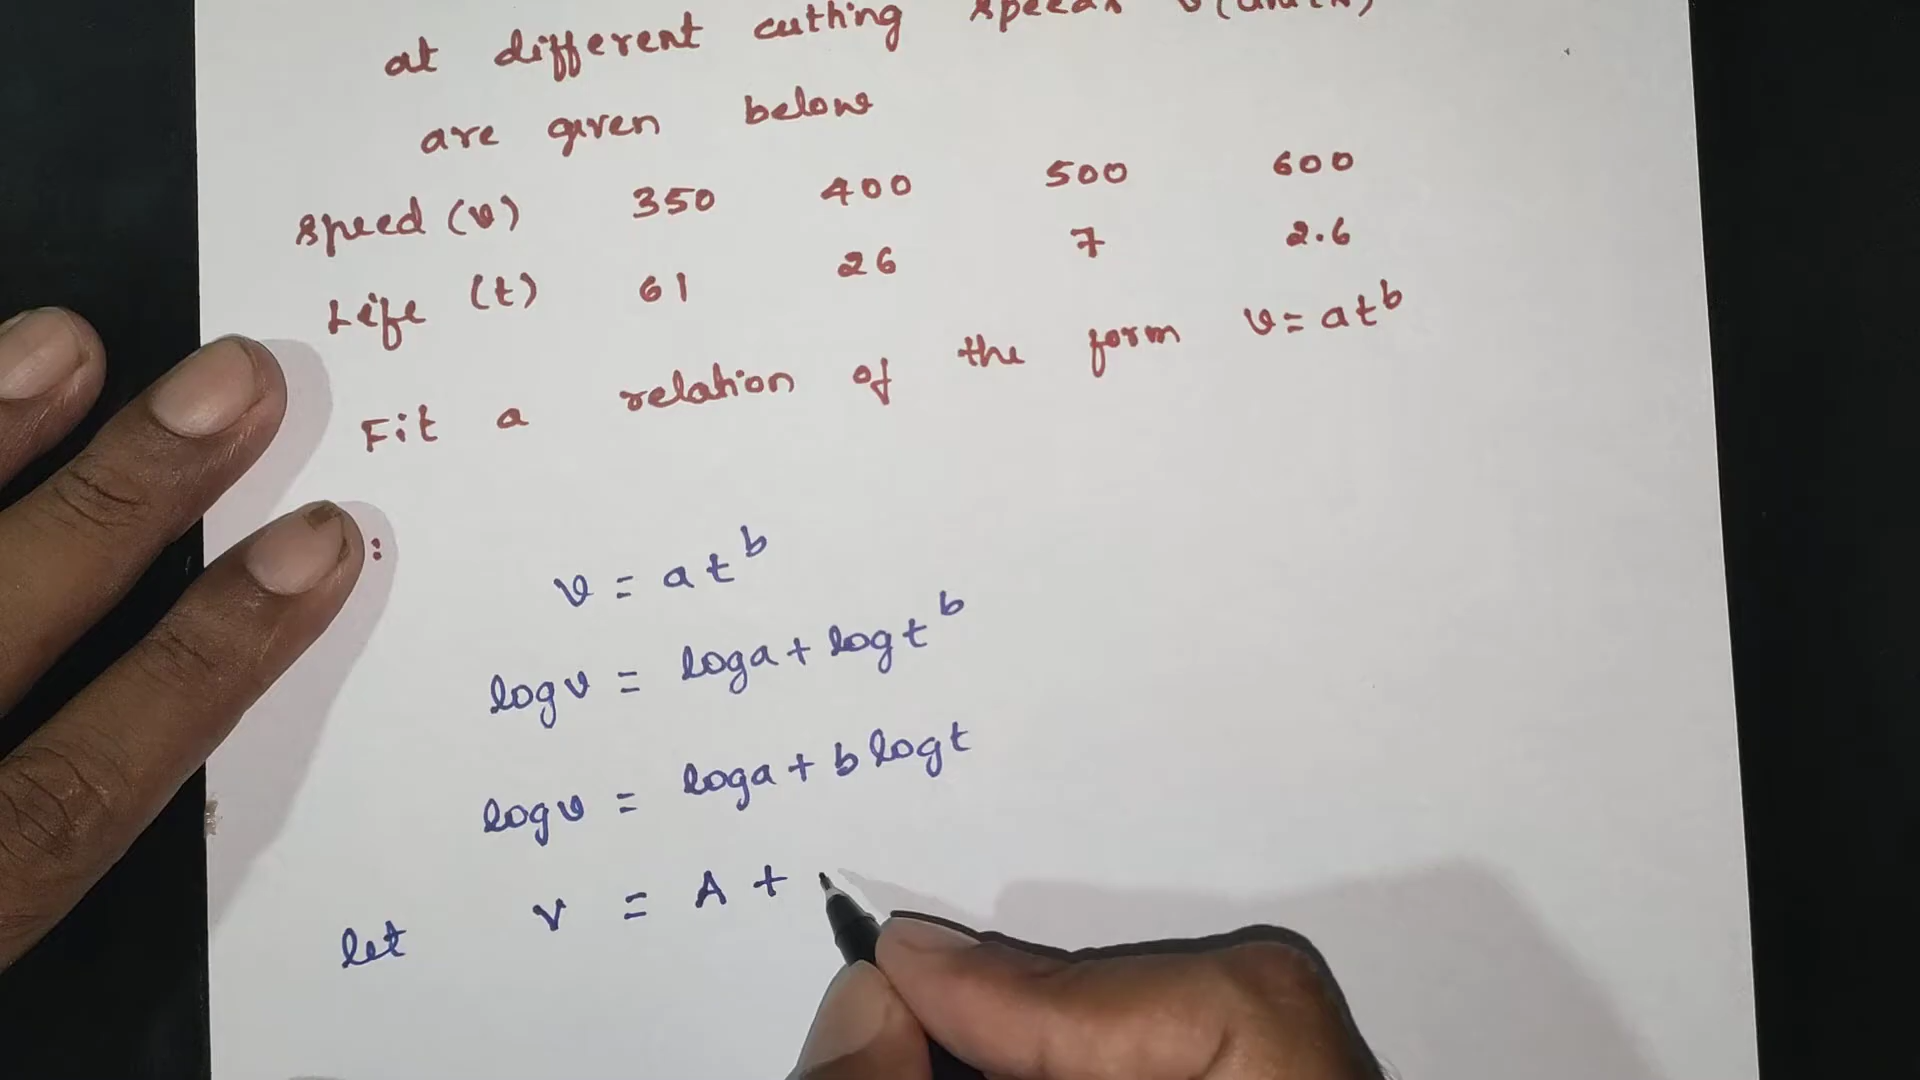 at different cutting speeds
are given below
speed (v) 350 400 500 600
Life (t) 61 26 7 2.6
Fit a relation of the form v = at^b
:
v = at^b
log v = log a + log t^b
log v = log a + b log t
let V = A +